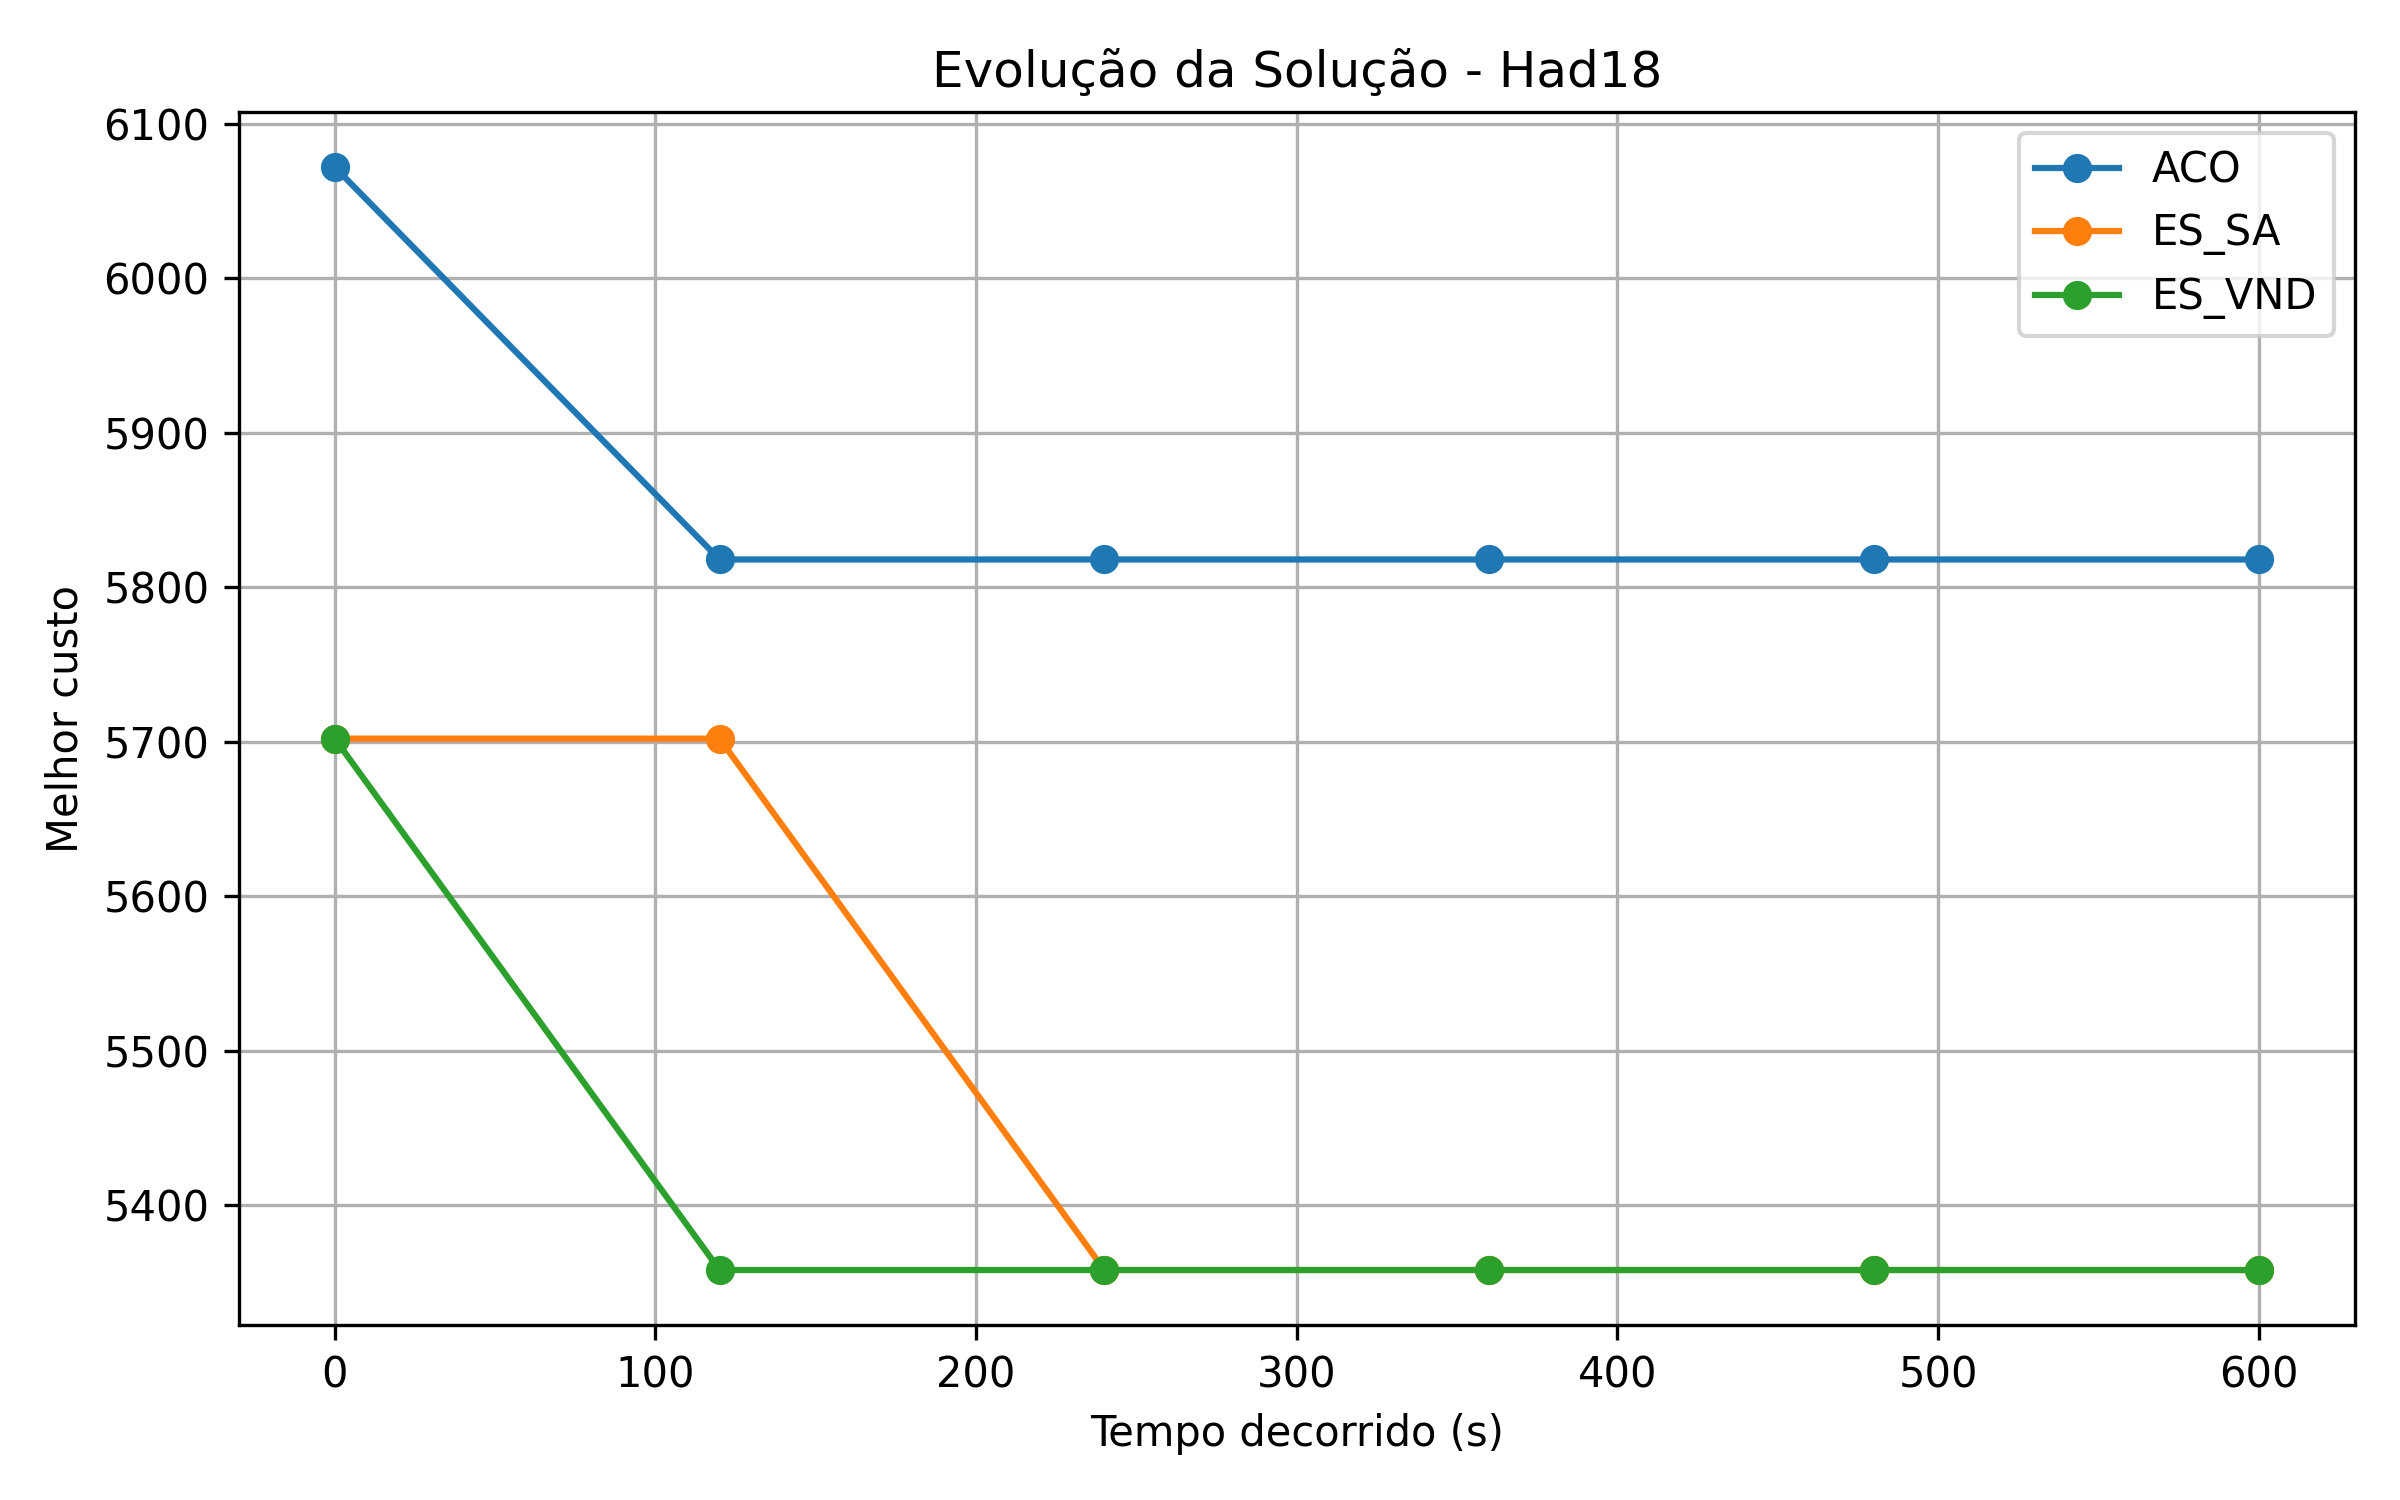 Evolução da Solução - Had18
6100
6000
5900
5800
5700
5600
5500
5400
Melhor custo
ACO
ES_SA
ES_VND
0 100 200 300 400 500 600
Tempo decorrido (s)